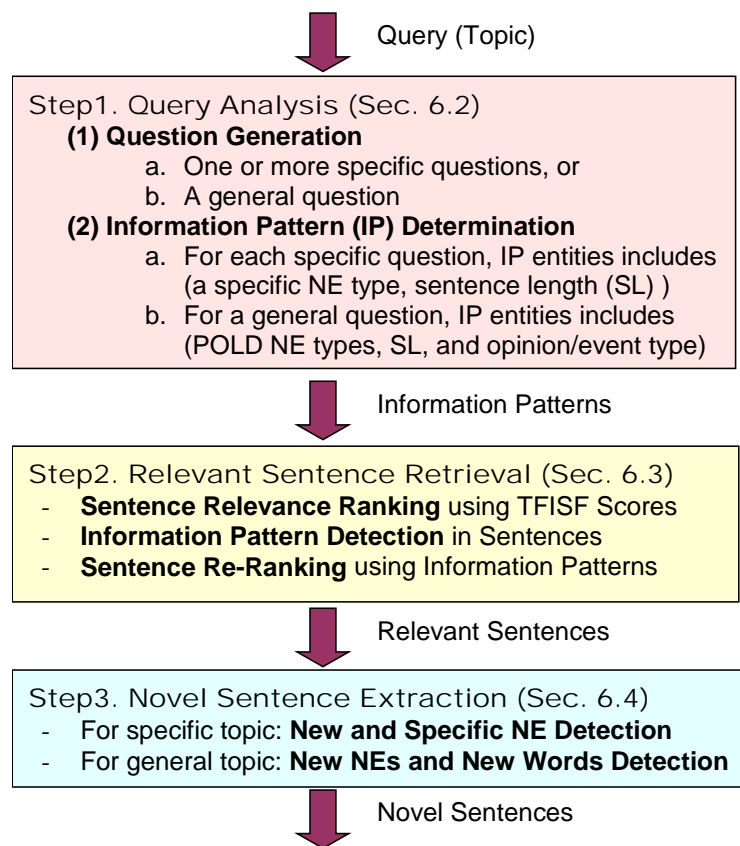 Query (Topic)
Step1. Query Analysis (Sec. 6.2)
(1) Question Generation
a. One or more specific questions, or
b. A general question
(2) Information Pattern (IP) Determination
a. For each specific question, IP entities includes
(a specific NE type, sentence length (SL) )
b. For a general question, IP entities includes
(POLD NE types, SL, and opinion/event type)
Information Patterns
Step2. Relevant Sentence Retrieval (Sec. 6.3)
- Sentence Relevance Ranking using TFISF Scores
- Information Pattern Detection in Sentences
- Sentence Re-Ranking using Information Patterns
Relevant Sentences
Step3. Novel Sentence Extraction (Sec. 6.4)
- For specific topic: New and Specific NE Detection
- For general topic: New NEs and New Words Detection
Novel Sentences